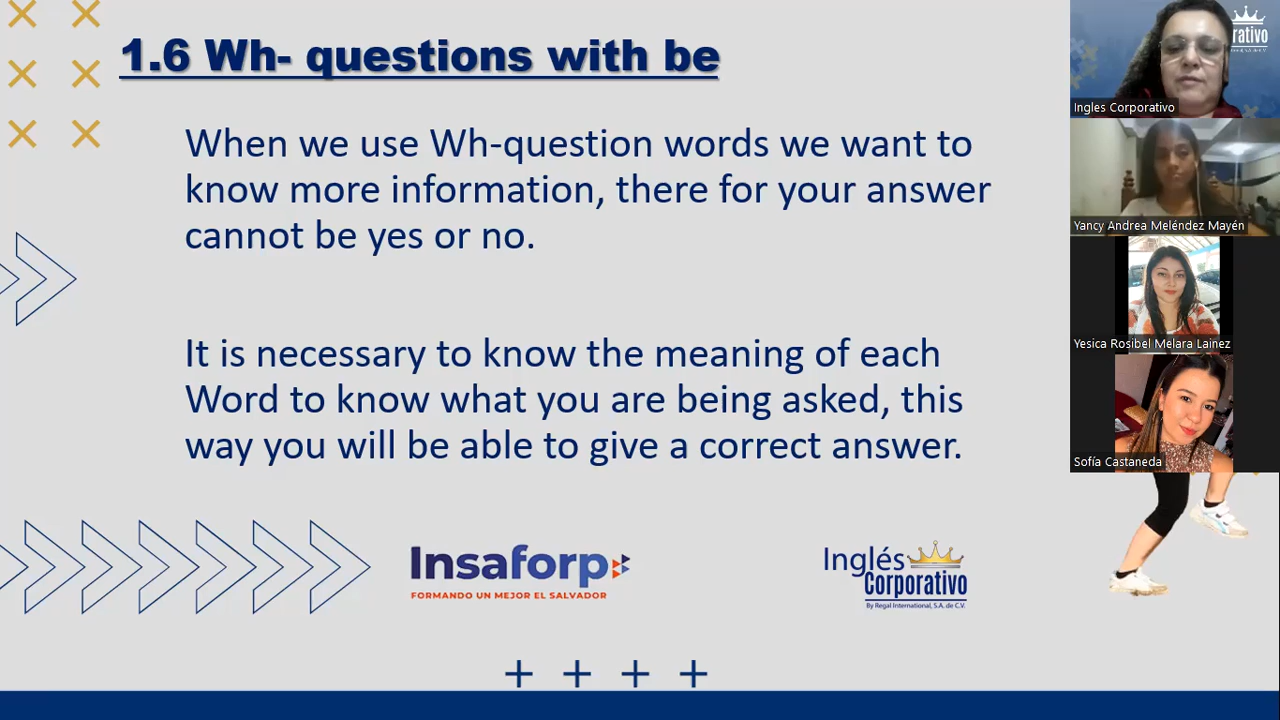 1.6 Wh- questions with be
When we use Wh-question words we want to
know more information, there for your answer
cannot be yes or no.
It is necessary to know the meaning of each
Word to know what you are being asked, this
way you will be able to give a correct answer.
Insaforp
FORMANDO UN MEJOR EL SALVADOR
Inglés
Corporativo
By Regal International, S.A. de C.V.
rativo
Ingles Corporativo
Yancy Andrea Meléndez Mayén
Yesica Rosibel Melara Lainez
Sofía Castaneda